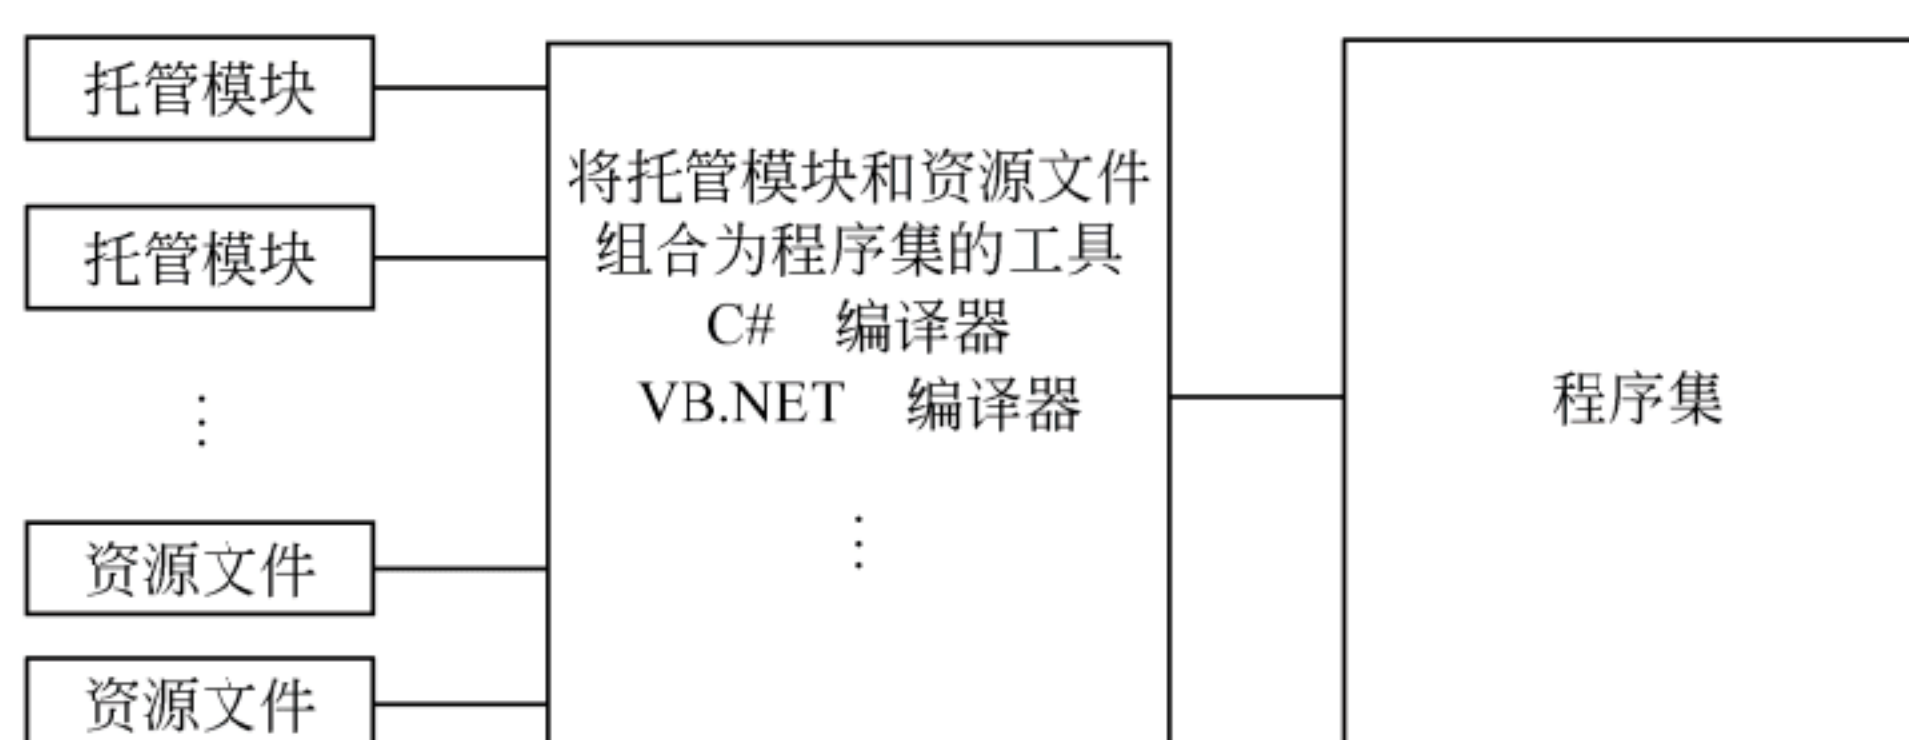 托管模块
托管模块
⋮
资源文件
资源文件
将托管模块和资源文件
组合为程序集的工具
C# 编译器
VB.NET 编译器
⋮
程序集